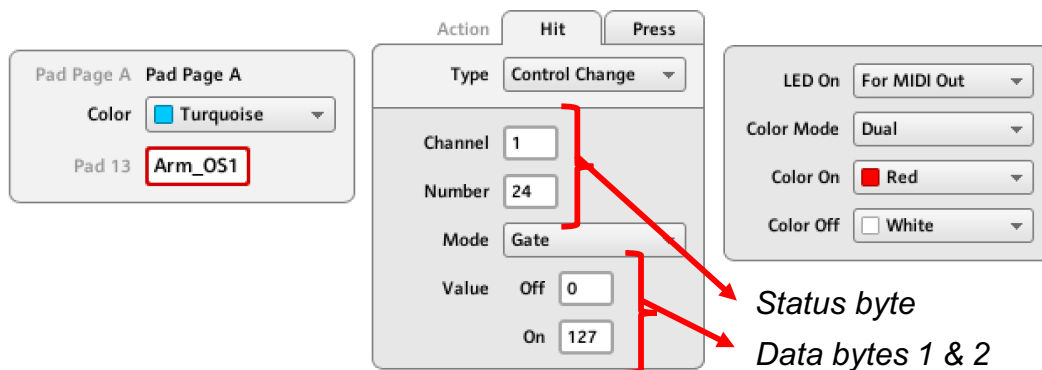 Pad Page A Pad Page A
Color Turquoise
Pad 13 Arm_OS1
Action Hit Press
Type Control Change
Channel 1
Number 24
Mode Gate
Value Off 0
On 127
LED On For MIDI Out
Color Mode Dual
Color On Red
Color Off White
Status byte
Data bytes 1 & 2